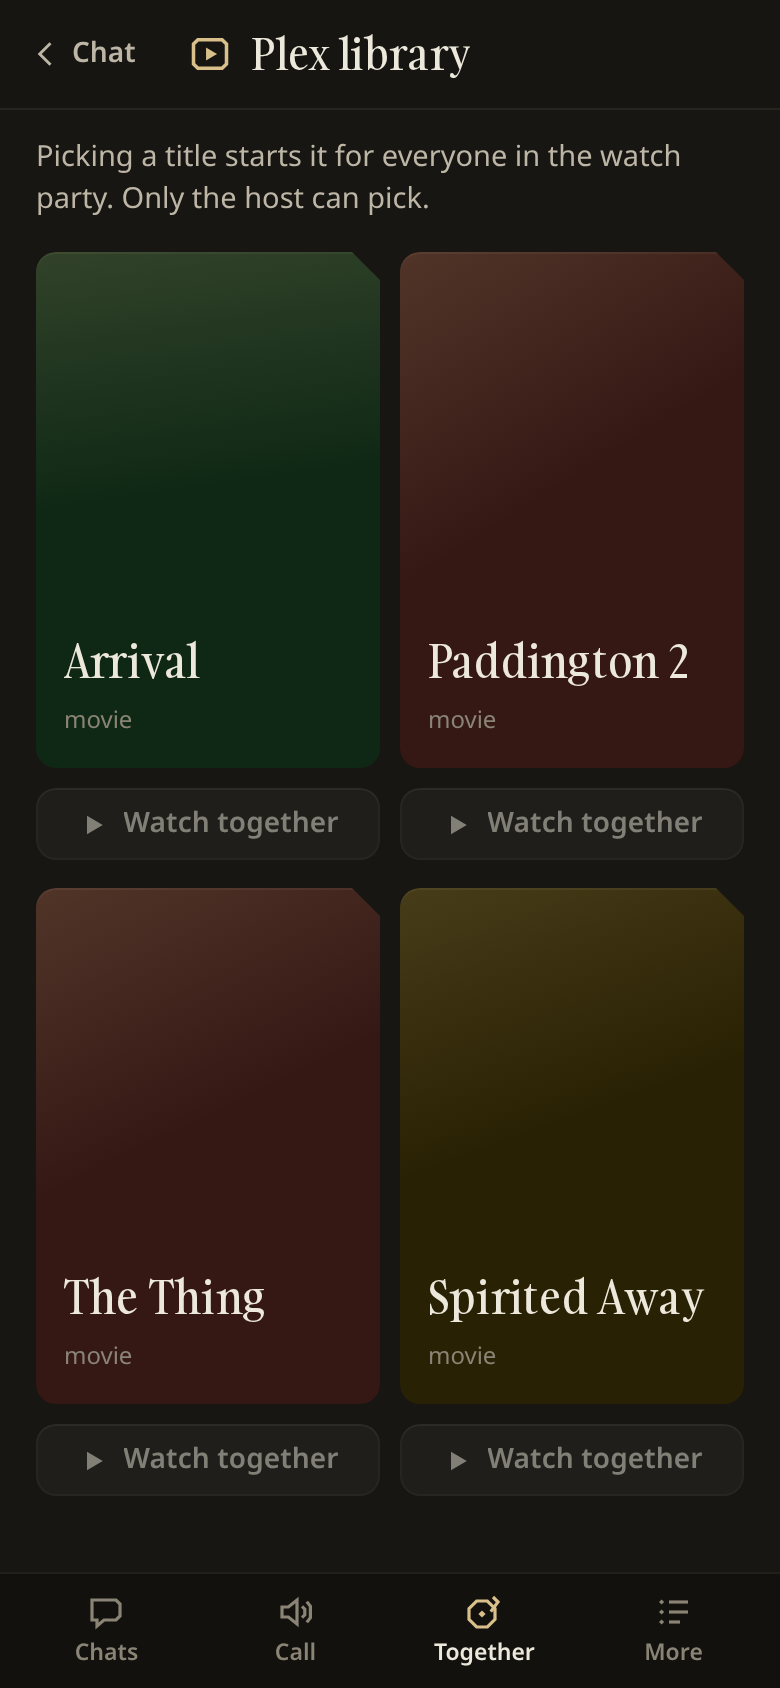 Chat
Plex library
Picking a title starts it for everyone in the watch
party. Only the host can pick.
Arrival
movie
Paddington 2
movie
Watch together
Watch together
The Thing
movie
Spirited Away
movie
Watch together
Watch together
Chats
Call
Together
More